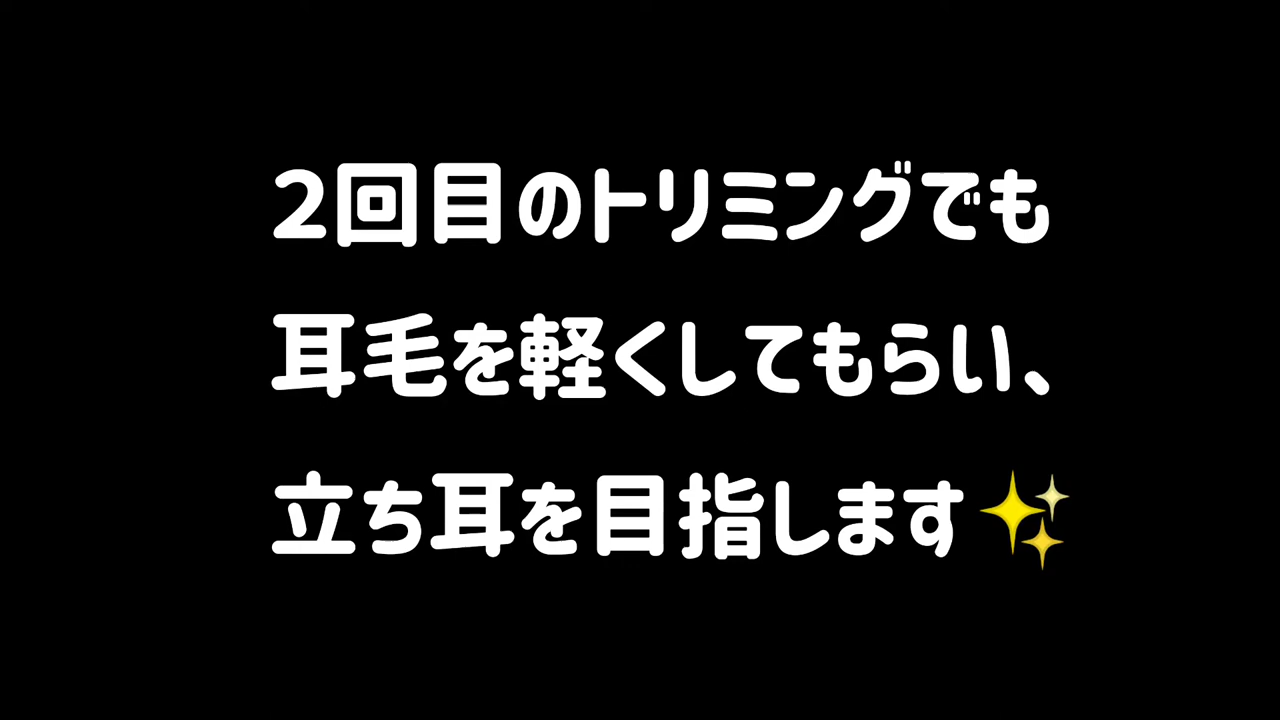 2回目のトリミングでも
耳毛を軽くしてもらい、
立ち耳を目指します✨